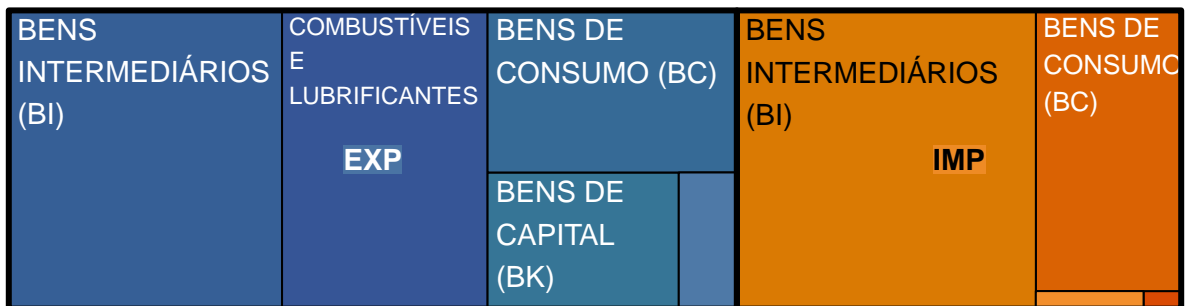 BENS
INTERMEDIÁRIOS
(BI)
COMBUSTÍVEIS
E
LUBRIFICANTES
EXP
BENS DE
CONSUMO (BC)
BENS DE
CAPITAL
(BK)
BENS
INTERMEDIÁRIOS
(BI)
IMP
BENS DE
CONSUMO
(BC)